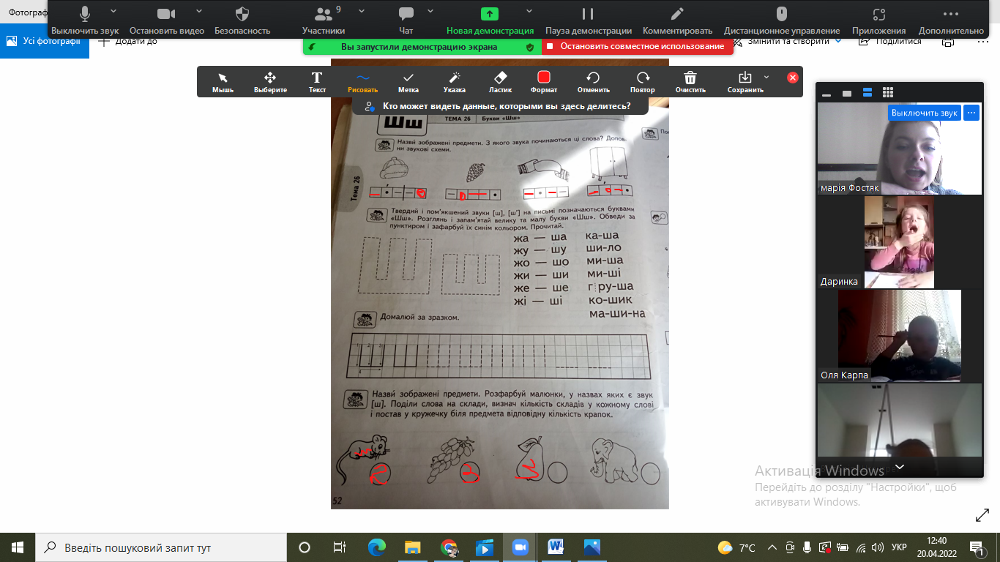 Фотограф
9
Выключить звук
Остановить видео
Безопасность
Участники
Чат
Новая демонстрация
Пауза демонстрации
Комментировать
Дистанционное управление
Приложения
Дополнительно
Усі фотографії
Додати до
Вы запустили демонстрацию экрана
Остановить совместное использование
Змінити та створити
Поділитися
Мышь
Выберите
Текст
Рисовать
Метка
Указка
Ластик
Формат
Отменить
Повтор
Очистить
Сохранить
Кто может видеть данные, которыми вы здесь делитесь?
Шш
ТЕМА 26
Букви «Шш»
Назви́ зображені предмети. З якого звука починаються ці слова? Допов-
ни звукові схеми.
Тема 26
Твердий і пом'якшений звуки [ш], [ш'] на письмі позначаються буквами
«Шш». Розглянь і запам'ятай велику та малу букви «Шш». Обведи за
пунктиром і зафарбуй їх синім кольором. Прочитай.
жа — ша ка-ша
жу — шу ши-ло
жо — шо ми-ша
жи — ши ми-ші
же — ше гру-ша
жі — ші ко-шик
ма-ши-на
Домалюй за зразком.
2 3
4
Назви́ зображені предмети. Розфарбуй малюнки, у назвах яких є звук
[ш]. Поділи слова на склади, визнач кількість складів у кожному слові
і постав у кружечку біля предмета відповідну кількість крапок.
2 3
52
Выключить звук
марія Фостяк
Даринка
Оля Карпа
Активація Windows
Перейдіть до розділу "Настройки", щоб
активувати Windows.
Введіть пошуковий запит тут
7°C
УКР
12:40
20.04.2022
1